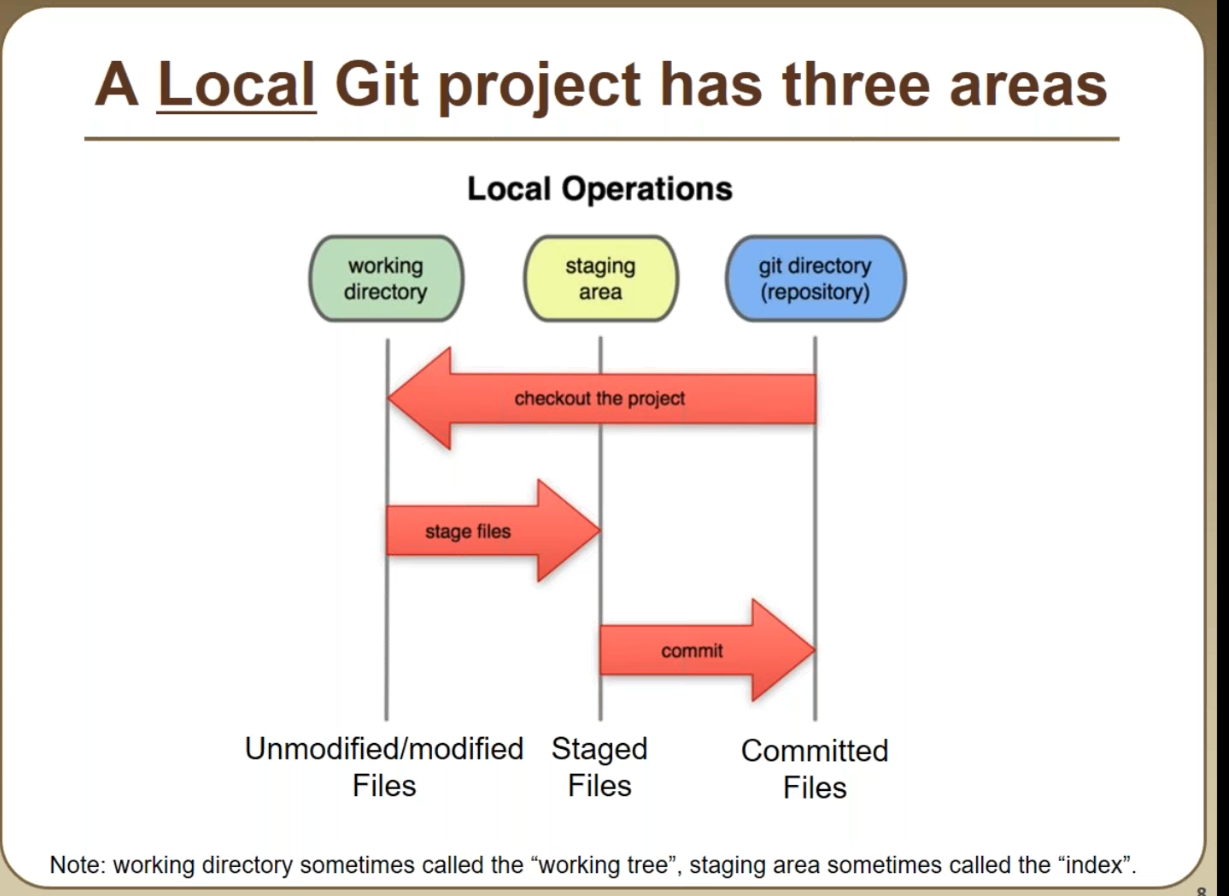 A Local Git project has three areas
Local Operations
working
directory
staging
area
git directory
(repository)
checkout the project
stage files
commit
Unmodified/modified
Files
Staged
Files
Committed
Files
Note: working directory sometimes called the “working tree”, staging area sometimes called the “index”.
8